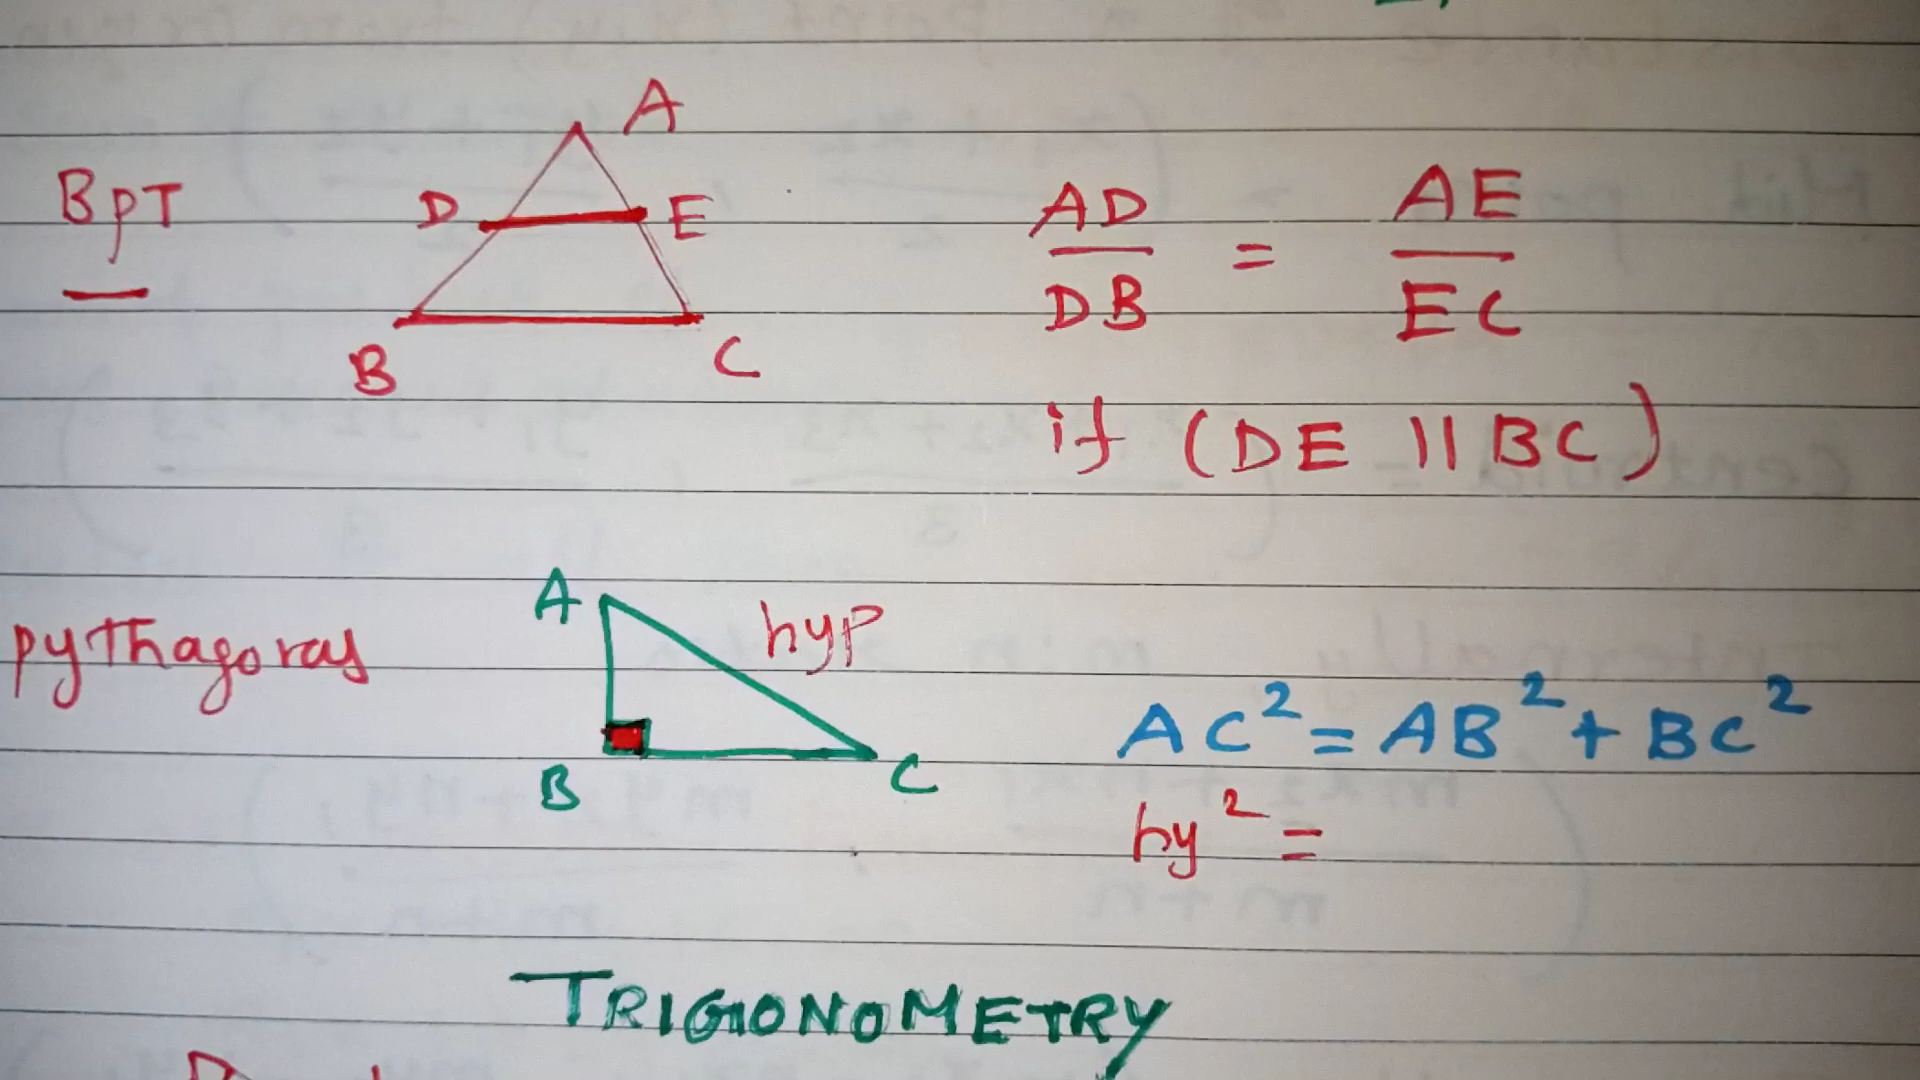 A
BPT
D E
AD/DB = AE/EC
B C
if (DE || BC)
pythagoras
A
hyp
B C
AC² = AB² + BC²
hy² =
TRIGONOMETRY